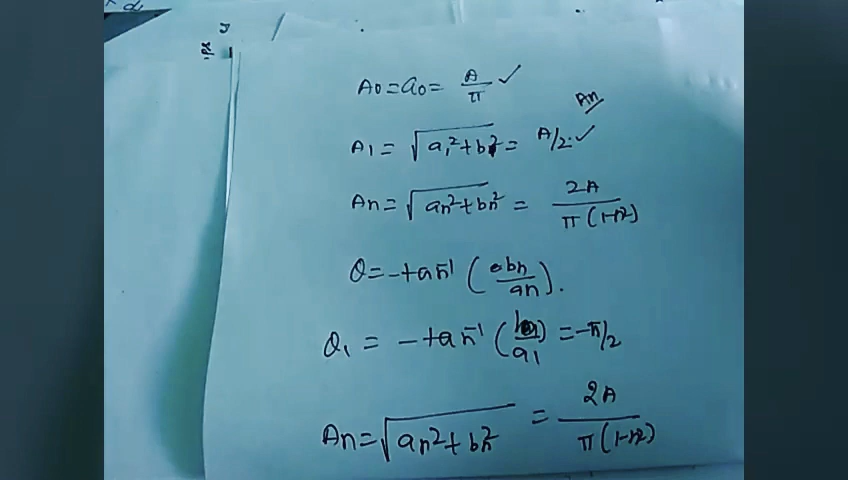 A0 = a0 = A/π ✓
An
A1 = √(a1² + b1²) = A/2. ✓
An = √(an² + bn²) = 2A/π(1-n²)
θ = -tan⁻¹ (bn/an).
θ1 = -tan⁻¹ (b1/a1) = -π/2
An = √(an² + bn²) = 2A/π(1-n²)